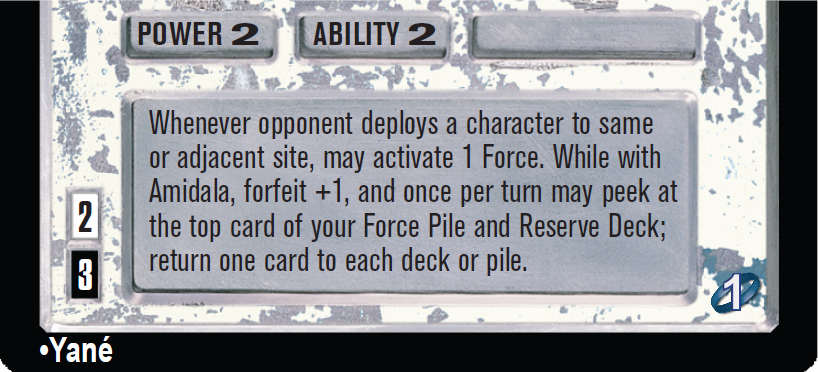 POWER 2 ABILITY 2
Whenever opponent deploys a character to same
or adjacent site, may activate 1 Force. While with
Amidala, forfeit +1, and once per turn may peek at
the top card of your Force Pile and Reserve Deck;
return one card to each deck or pile.
2
3
1
•Yané